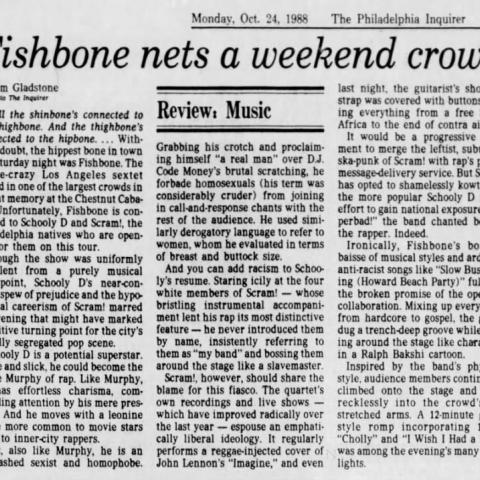 Monday, Oct. 24, 1988 The Philadelphia Inquirer
Fishbone nets a weekend crow
m Gladstone
The Inquirer
ll the shinbone's connected to
highbone. And the thighbone's
ected to the hipbone. . . . With-
doubt, the hippest bone in town
turday night was Fishbone. The
e-crazy Los Angeles sextet
ed in one of the largest crowds in
t memory at the Chestnut Caba-
Unfortunately, Fishbone is con-
d to Schooly D and Scram!, the
delphia natives who are open-
or them on this tour.
ough the show was uniformly
llent from a purely musical
point, Schooly D's near-con-
spew of prejudice and the hypo-
al careerism of Scram! marred
ening that might have marked
sitive turning point for the city's
lly segregated pop scene.
hooly D is a potential superstar.
e and slick, he could become the
e Murphy of rap. Like Murphy,
as effortless charisma, com-
ding attention by his mere pres-
And he moves with a leonine
e more common to movie stars
to inner-city rappers.
t, also like Murphy, he is an
ashed sexist and homophobe.
Review: Music
Grabbing his crotch and proclaim-
ing himself "a real man" over D.J.
Code Money's brutal scratching, he
forbade homosexuals (his term was
considerably cruder) from joining
in call-and-response chants with the
rest of the audience. He used simi-
larly derogatory language to refer to
women, whom he evaluated in terms
of breast and buttock size.
And you can add racism to Schoo-
ly's resume. Staring icily at the four
white members of Scram! — whose
bristling instrumental accompani-
ment lent his rap its most distinctive
feature — he never introduced them
by name, insistently referring to
them as "my band" and bossing them
around the stage like a slavemaster.
Scram!, however, should share the
blame for this fiasco. The quartet's
own recordings and live shows —
which have improved radically over
the last year — espouse an emphati-
cally liberal ideology. It regularly
performs a reggae-injected cover of
John Lennon's "Imagine," and even
last night, the guitarist's sho
strap was covered with buttons
ing everything from a free
Africa to the end of contra ai
It would be a progressive
ment to merge the leftist, subu
ska-punk of Scram! with rap's p
message-delivery service. But S
has opted to shamelessly kowt
the more popular Schooly D
effort to gain national exposure
perbad!" the band chanted be
the rapper. Indeed.
Ironically, Fishbone's bo
baisse of musical styles and ard
anti-racist songs like "Slow Bus
ing (Howard Beach Party)" ful
the broken promise of the ope
collaboration. Mixing up every
from hardcore to gospel, the g
dug a trench-deep groove while
ing around the stage like chara
in a Ralph Bakshi cartoon.
Inspired by the band's phy
style, audience members contin
climbed onto the stage and
recklessly into the crowd's
stretched arms. A 12-minute p
style romp incorporating
"Cholly" and "I Wish I Had a
was among the evening's many
lights.